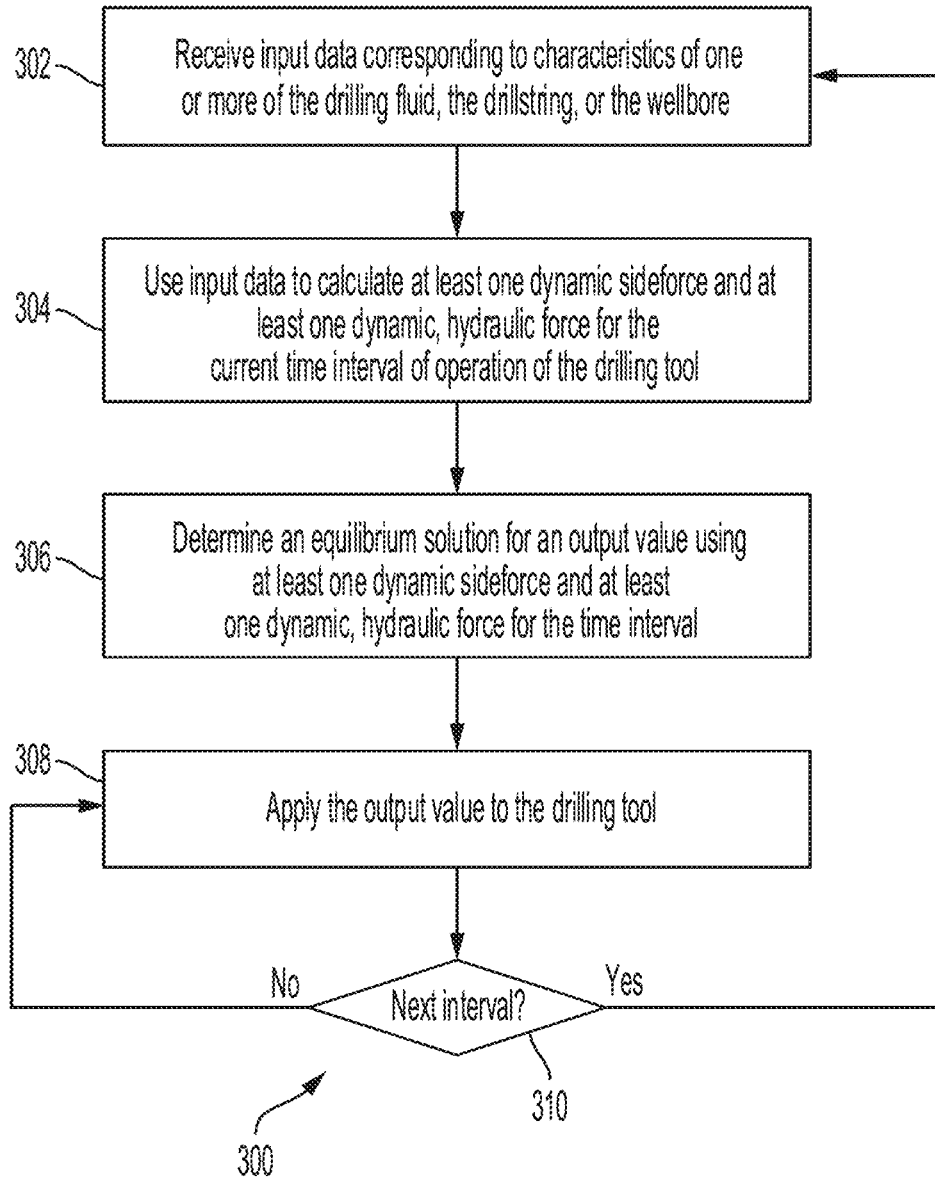 302
Receive input data corresponding to characteristics of one
or more of the drilling fluid, the drillstring, or the wellbore
304
Use input data to calculate at least one dynamic sideforce and at
least one dynamic, hydraulic force for the
current time interval of operation of the drilling tool
306
Determine an equilibrium solution for an output value using
at least one dynamic sideforce and at least
one dynamic, hydraulic force for the time interval
308
Apply the output value to the drilling tool
No
Next interval?
Yes
310
300